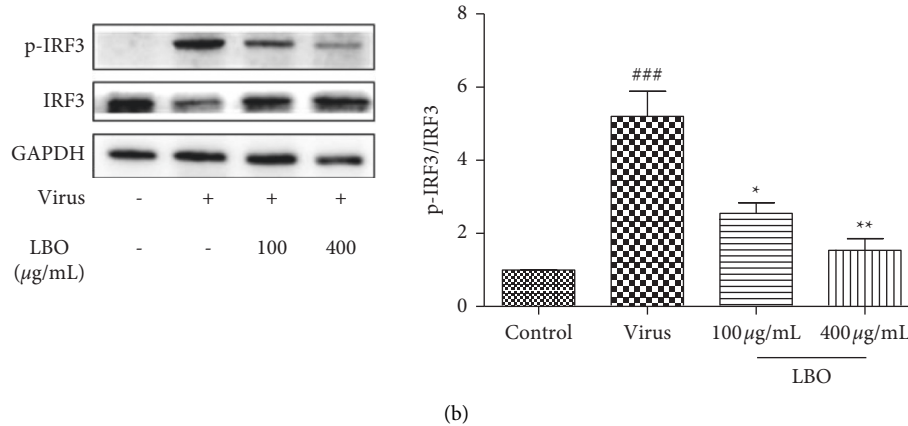 p-IRF3
IRF3
GAPDH
Virus - + + +
LBO - - 100 400
(μg/mL)
p-IRF3/IRF3
8
6
4
2
0
###
*
**
Control Virus 100 μg/mL 400 μg/mL
LBO
(b)